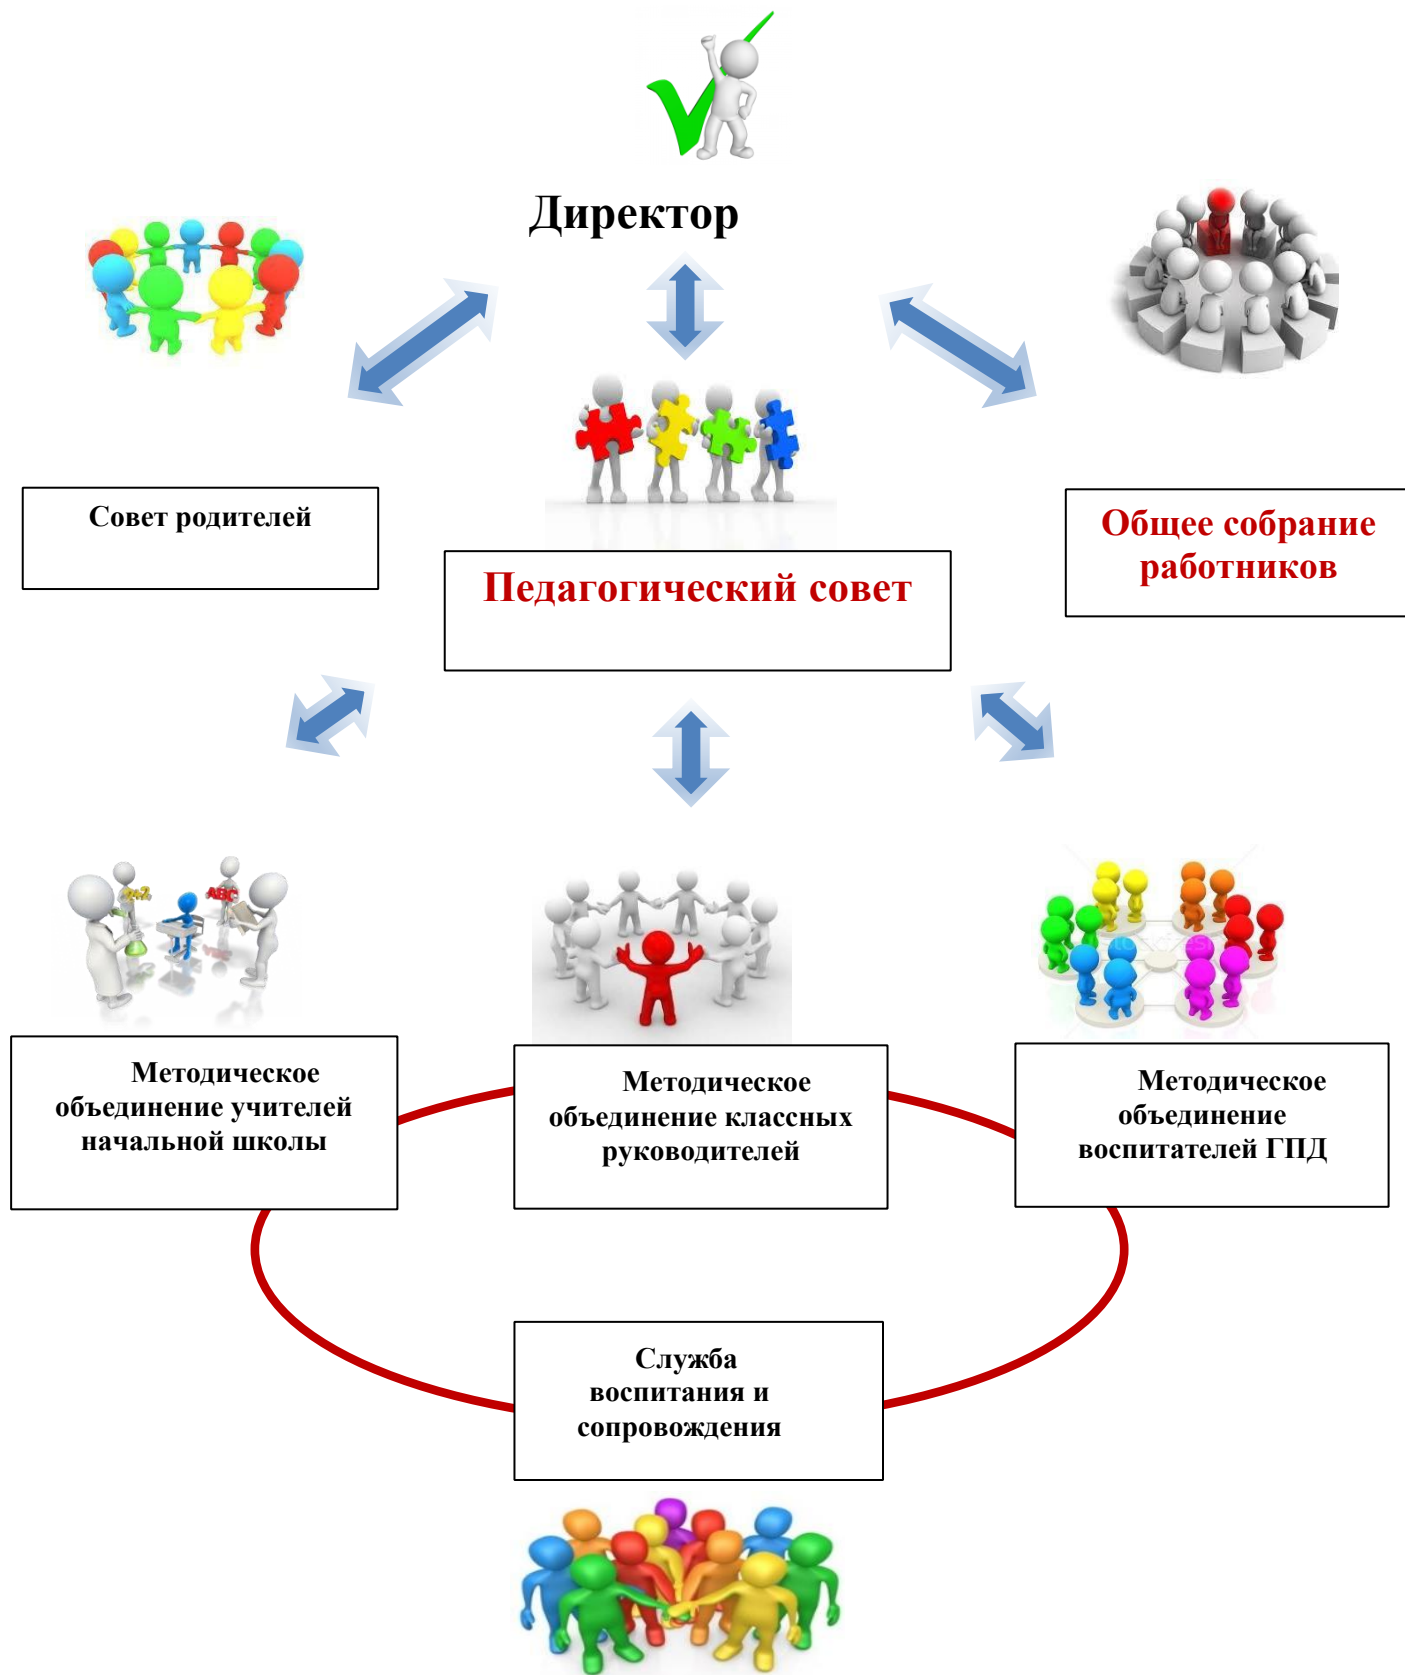 Директор
Совет родителей
Общее собрание
работников
Педагогический совет
ABC
Методическое
объединение учителей
начальной школы
Методическое
объединение классных
руководителей
Методическое
объединение
воспитателей ГПД
Служба
воспитания и
сопровождения